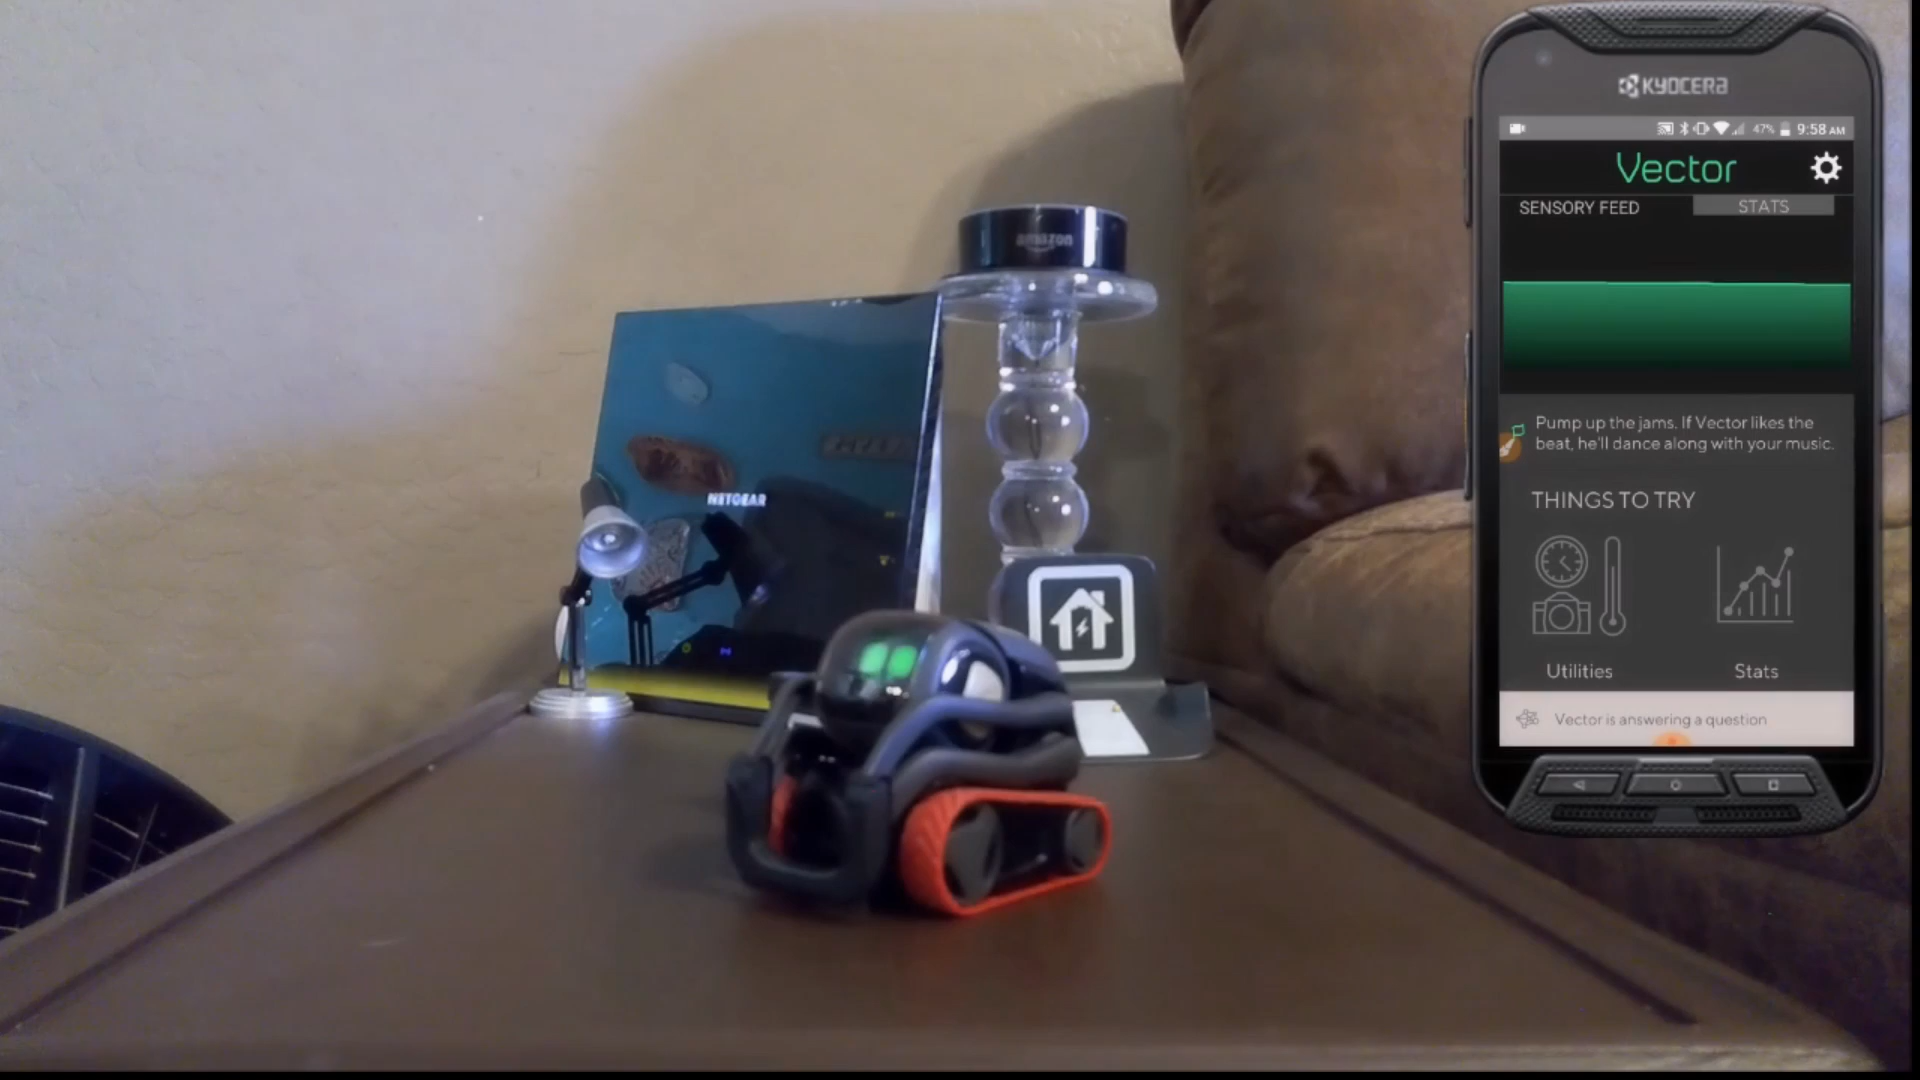 KYOCERA
47% 9:58 AM
Vector
SENSORY FEED
STATS
Pump up the jams. If Vector likes the
beat, he'll dance along with your music.
THINGS TO TRY
Utilities
Stats
Vector is answering a question
amazon
NETGEAR